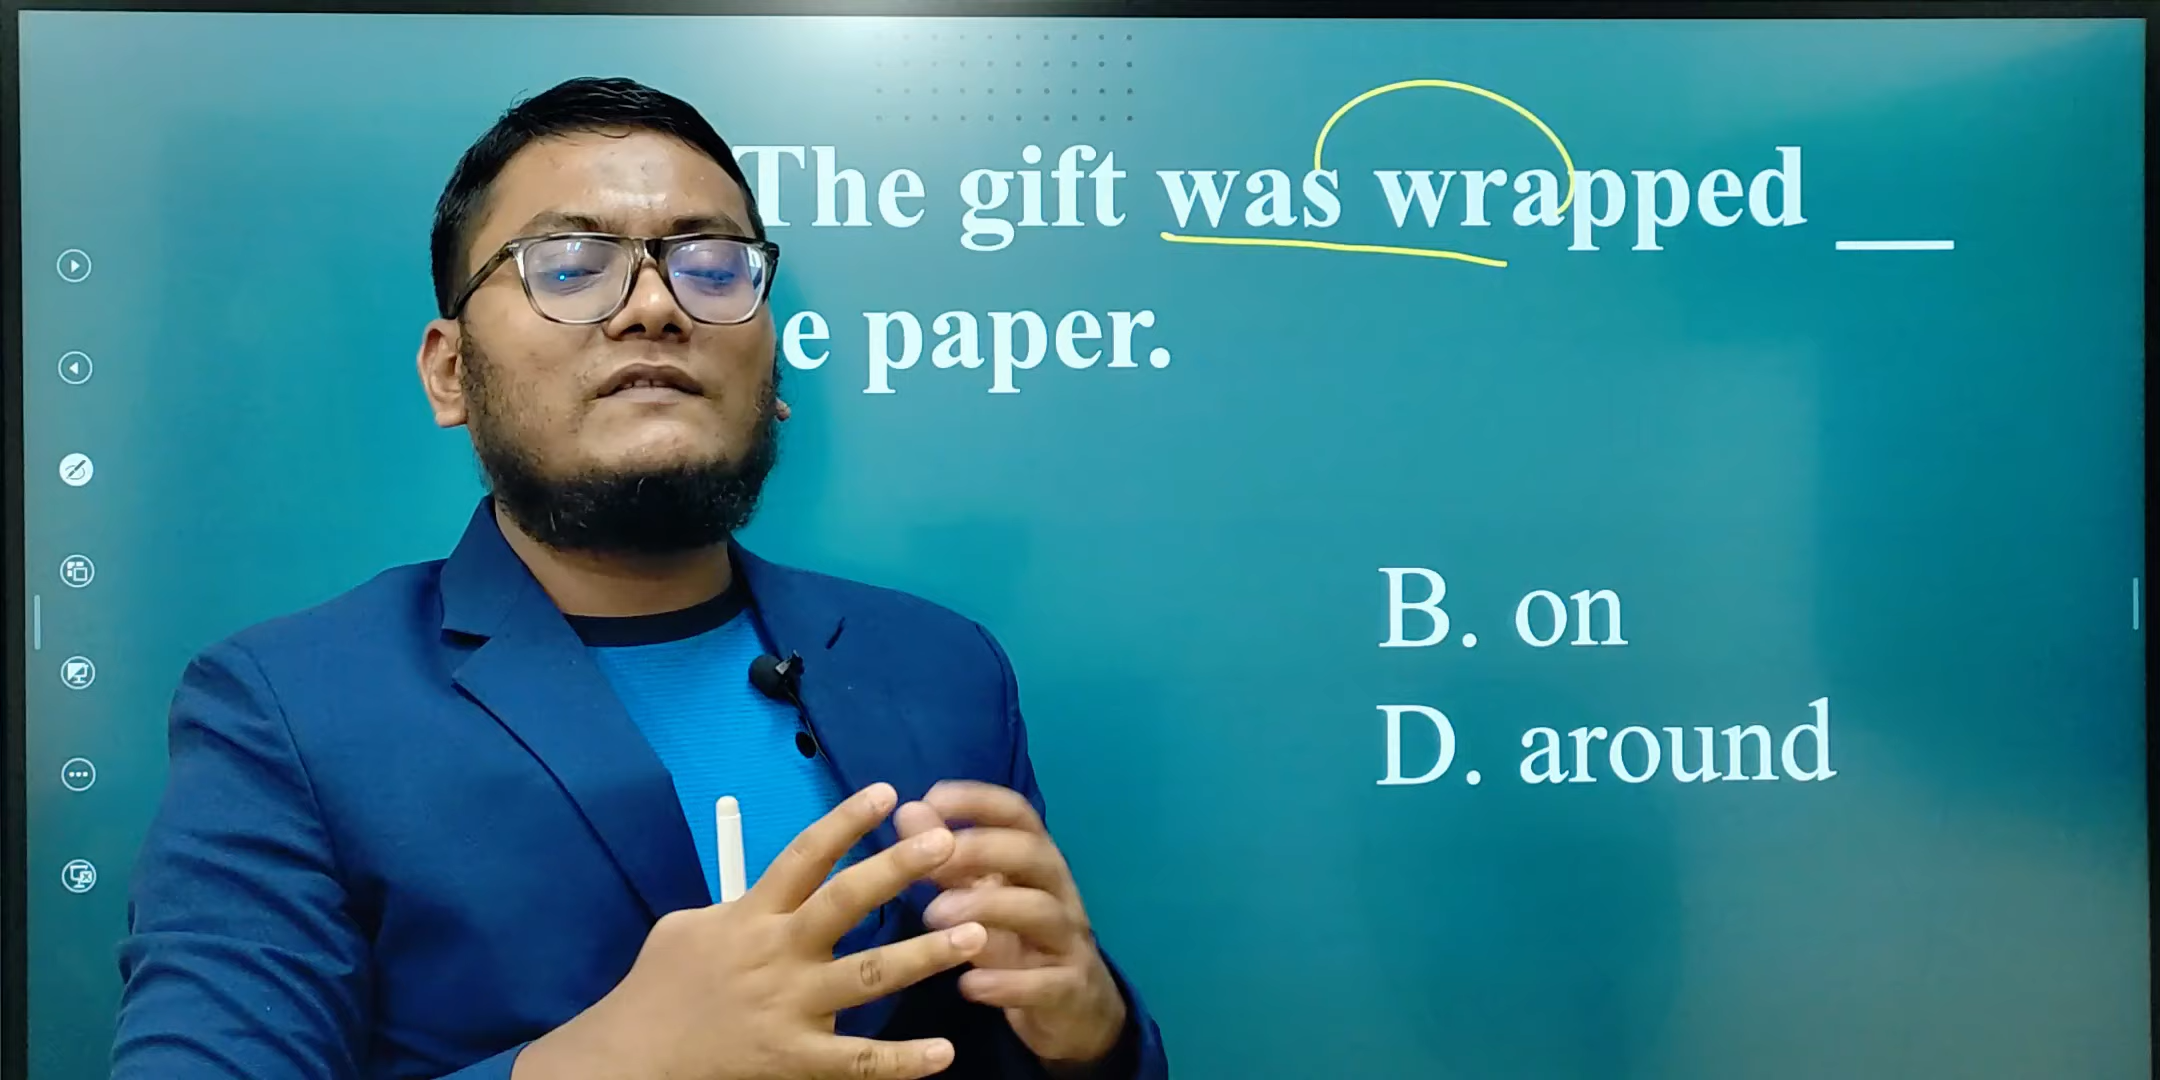 The gift was wrapped __
e paper.
B. on
D. around